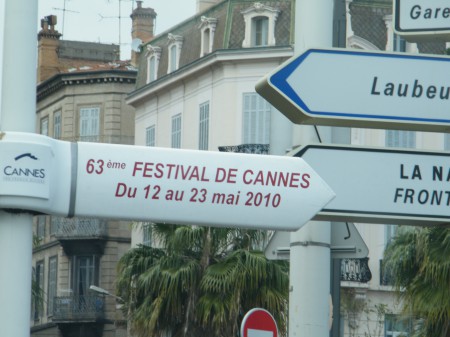 Gare
Laubeu
63ème FESTIVAL DE CANNES
Du 12 au 23 mai 2010
CANNES
LA NA
FRONT